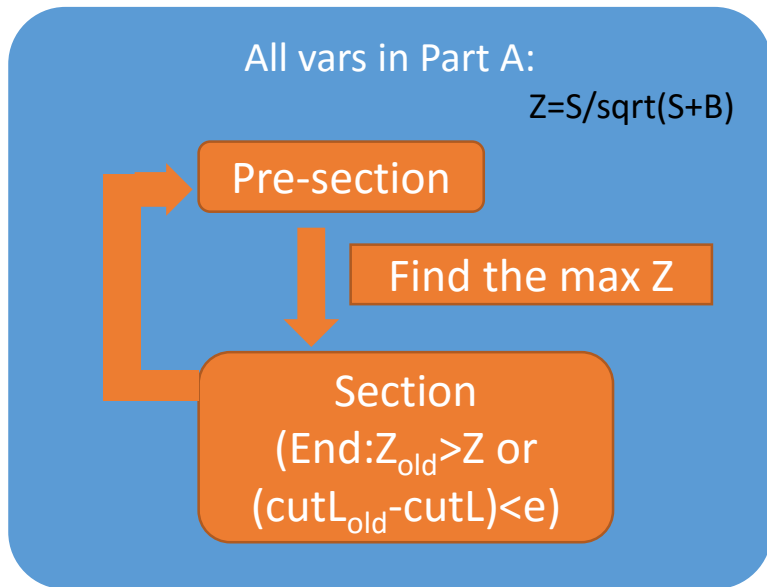 All vars in Part A:
Z=S/sqrt(S+B)
Pre-section
Find the max Z
Section
(End:Zold>Z or
(cutLold-cutL)<e)